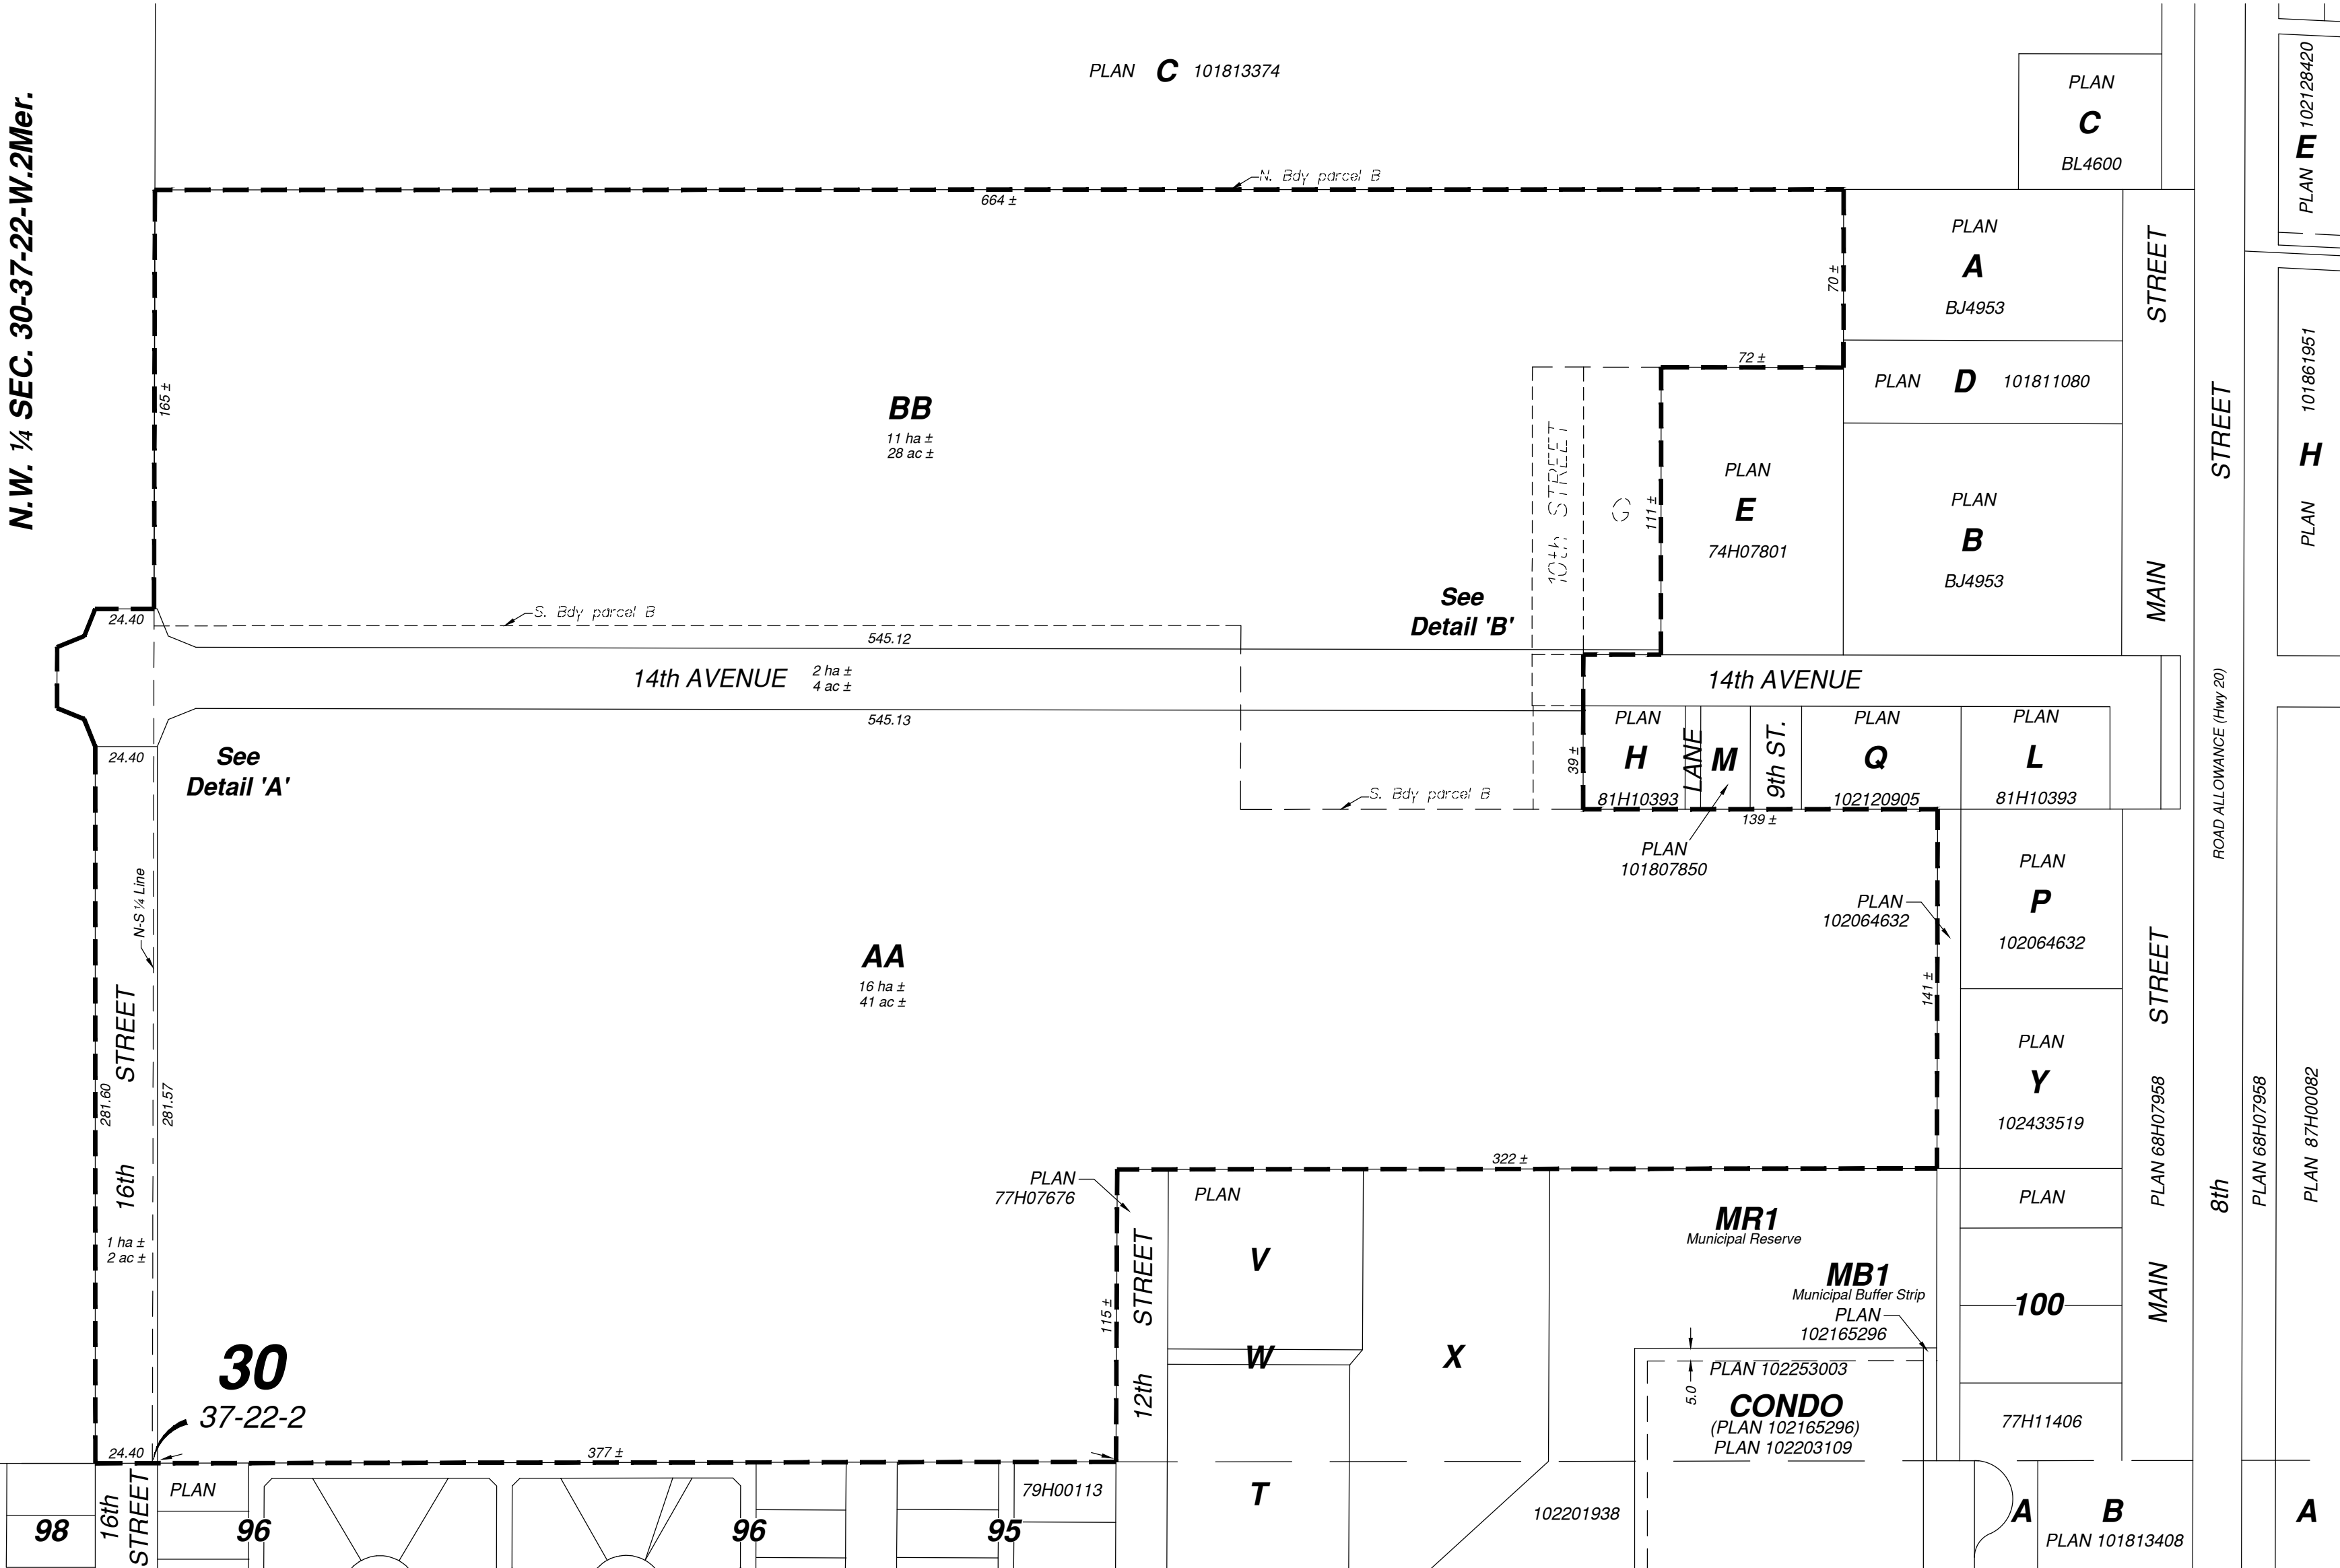 PLAN C 101813374
N.W. ¼ SEC. 30-37-22-W.2Mer.
PLAN
C
BL4600
PLAN E 102128420
N. Bdy parcel B
664 ±
PLAN
A
BJ4953
STREET
70 ±
165 ±
BB
11 ha ±
28 ac ±
72 ±
PLAN D 101811080
STREET
PLAN H 101861951
10th STREET
G
111 ±
PLAN
E
74H07801
PLAN
B
BJ4953
MAIN
See
Detail 'B'
24.40
S. Bdy parcel B
545.12
14th AVENUE
2 ha ±
4 ac ±
14th AVENUE
545.13
ROAD ALLOWANCE (Hwy 20)
24.40
See
Detail 'A'
39 ±
PLAN
H
81H10393
LANE
M
9th ST.
PLAN
Q
102120905
PLAN
L
81H10393
S. Bdy parcel B
139 ±
PLAN
101807850
N-S ¼ Line
PLAN
102064632
PLAN
P
102064632
AA
16 ha ±
41 ac ±
141 ±
STREET
STREET
PLAN
Y
102433519
281.60
281.57
PLAN 68H07958
PLAN 68H07958
PLAN 87H00082
16th
322 ±
PLAN
77H07676
PLAN
PLAN
8th
1 ha ±
2 ac ±
V
MR1
Municipal Reserve
STREET
115 ±
MB1
Municipal Buffer Strip
PLAN
102165296
100
MAIN
30
37-22-2
12th
W
X
5.0
PLAN 102253003
CONDO
(PLAN 102165296)
PLAN 102203109
77H11406
24.40
377 ±
16th
STREET
PLAN
79H00113
T
102201938
98
96
96
95
A
B
PLAN 101813408
A